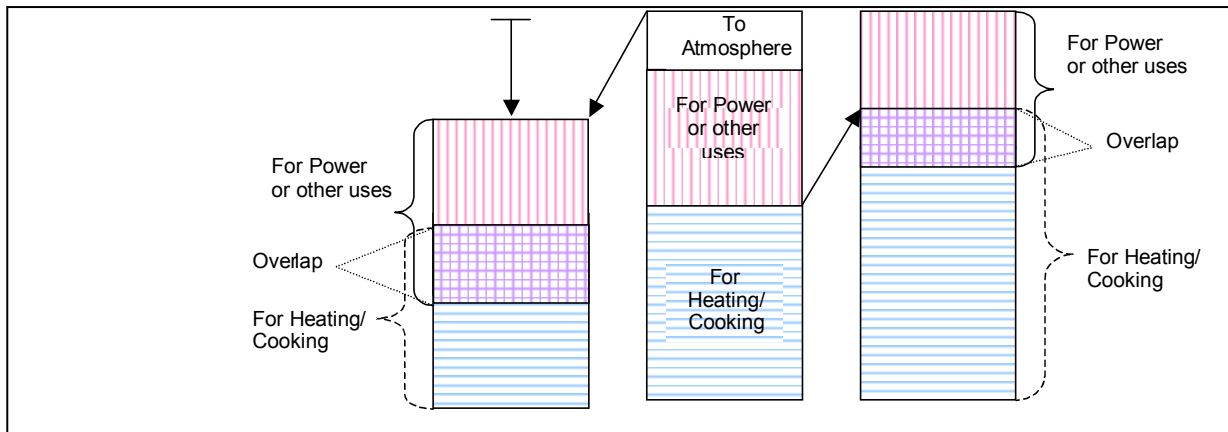 For Power
or other uses
Overlap
For Heating/
Cooking
To
Atmosphere
For Power
or other
uses
For
Heating/
Cooking
For Power
or other uses
Overlap
For Heating/
Cooking